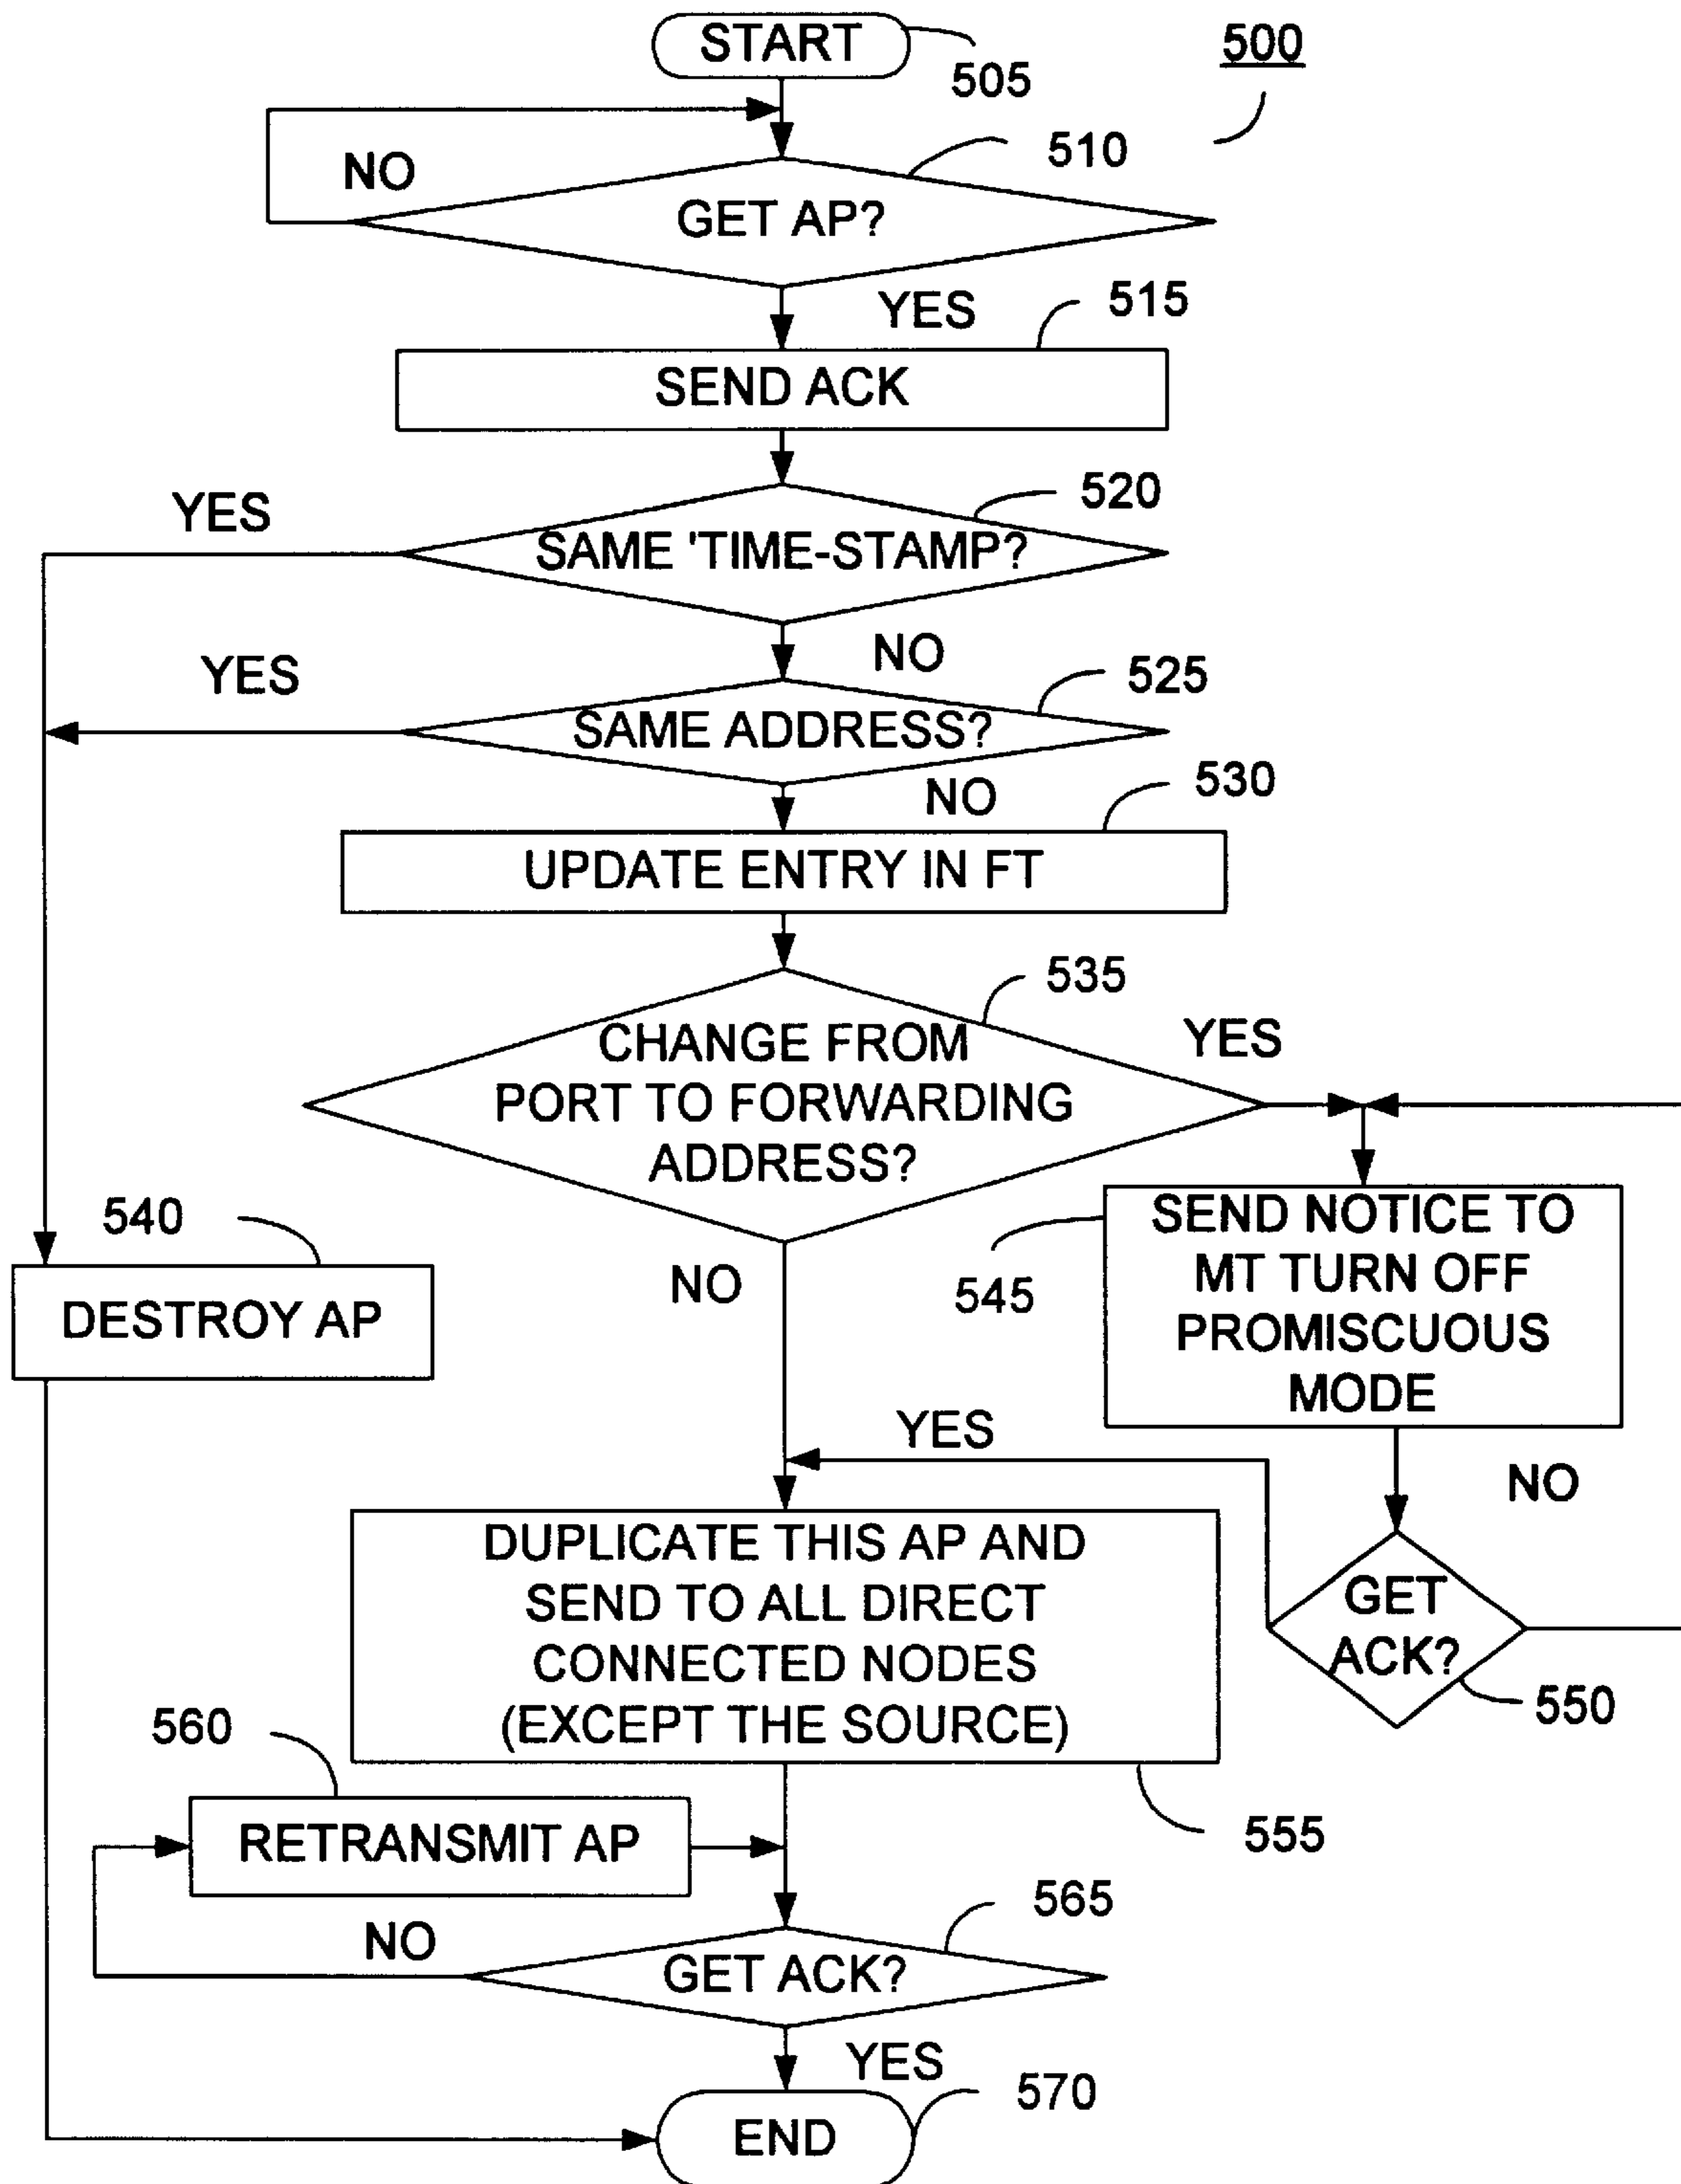 START
505
500
NO
510
GET AP?
YES
515
SEND ACK
YES
520
SAME 'TIME-STAMP?
NO
YES
525
SAME ADDRESS?
NO
530
UPDATE ENTRY IN FT
535
CHANGE FROM
PORT TO FORWARDING
ADDRESS?
YES
540
NO
545
SEND NOTICE TO
MT TURN OFF
PROMISCUOUS
MODE
DESTROY AP
YES
NO
DUPLICATE THIS AP AND
SEND TO ALL DIRECT
CONNECTED NODES
(EXCEPT THE SOURCE)
GET
ACK?
550
560
555
RETRANSMIT AP
565
NO
GET ACK?
YES
570
END